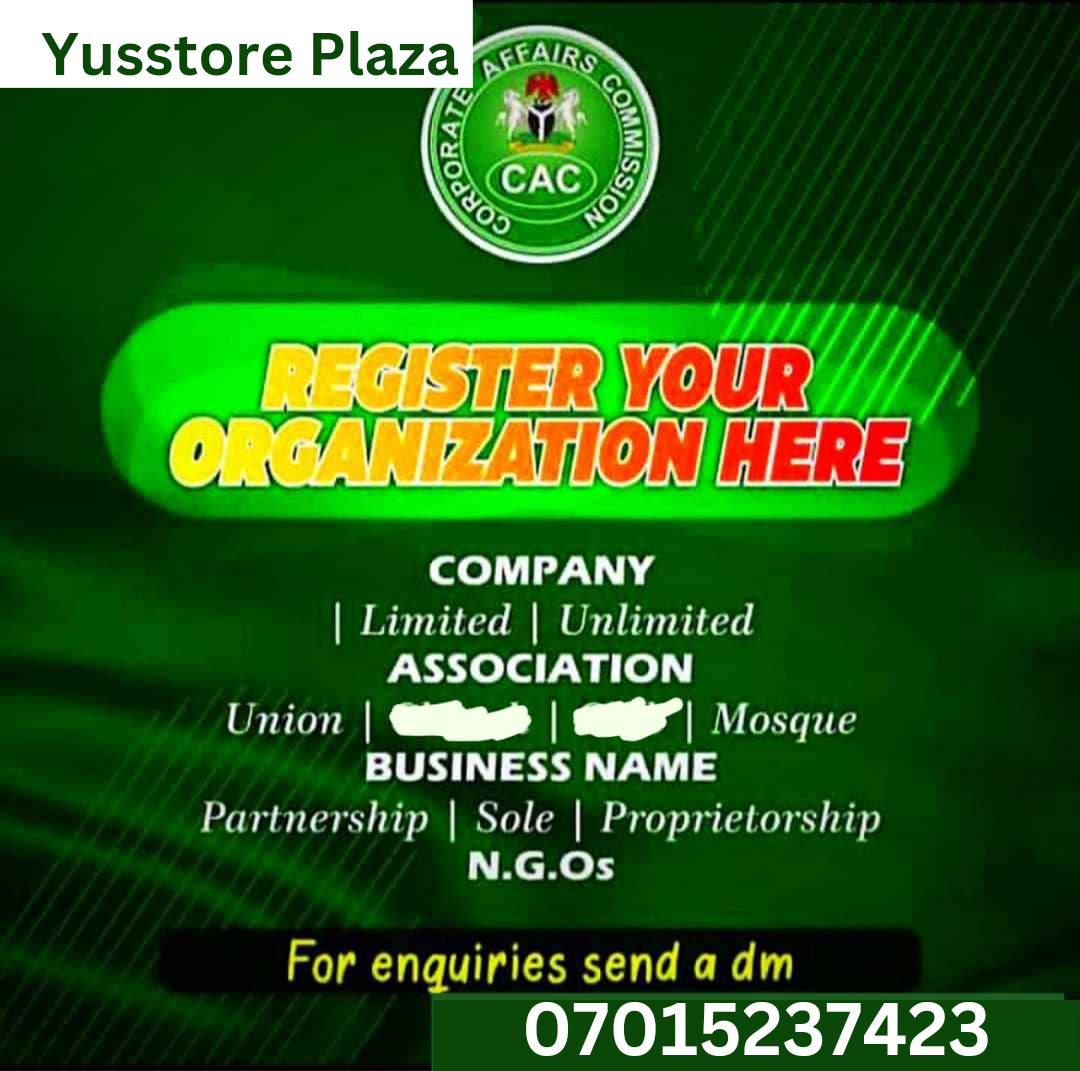 Yusstore Plaza
CORPORATE AFFAIRS COMMISSION
CAC
REGISTER YOUR
ORGANIZATION HERE
COMPANY
| Limited | Unlimited
ASSOCIATION
Union | | | Mosque
BUSINESS NAME
Partnership | Sole | Proprietorship
N.G.Os
For enquiries send a dm
07015237423